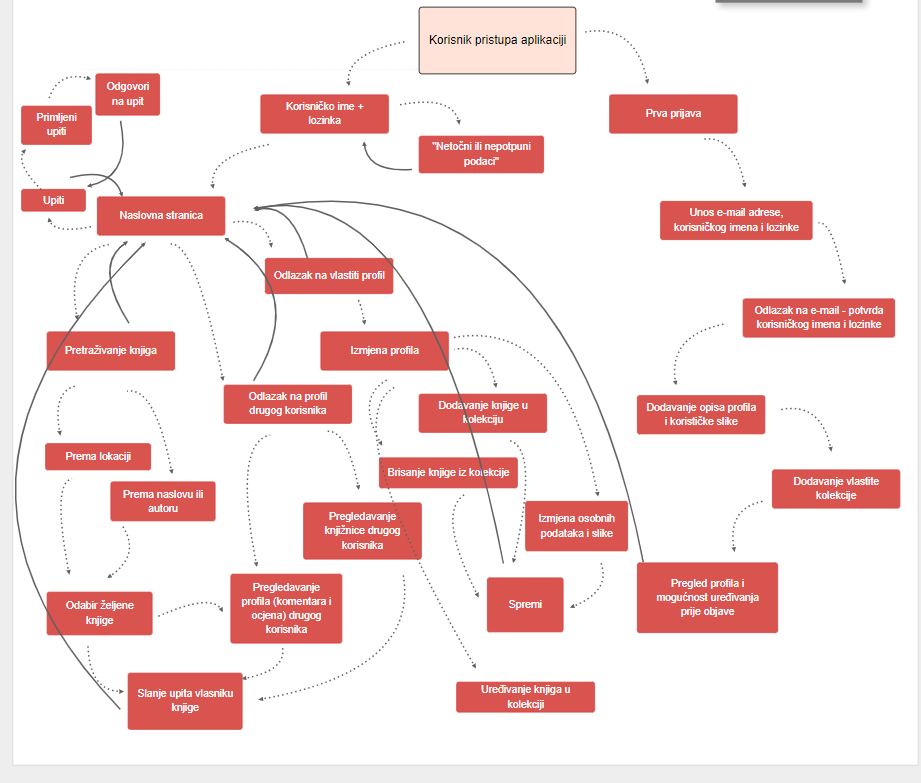 Korisnik pristupa aplikaciji
Odgovori
na upit
Primljeni
upiti
Korisničko ime +
lozinka
Prva prijava
"Netočni ili nepotpuni
podaci"
Upiti
Naslovna stranica
Unos e-mail adrese,
korisničkog imena i lozinke
Odlazak na vlastiti profil
Odlazak na e-mail - potvrda
korisničkog imena i lozinke
Pretraživanje knjiga
Izmjena profila
Odlazak na profil
drugog korisnika
Dodavanje knjige u
kolekciju
Dodavanje opisa profila
i korističke slike
Prema lokaciji
Brisanje knjige iz kolekcije
Dodavanje vlastite
kolekcije
Prema naslovu ili
autoru
Pregledavanje
knjižnice drugog
korisnika
Izmjena osobnih
podataka i slike
Odabir željene
knjige
Pregledavanje
profila (komentara i
ocjena) drugog
korisnika
Spremi
Pregled profila i
mogućnost uređivanja
prije objave
Slanje upita vlasniku
knjige
Uređivanje knjiga u
kolekciji